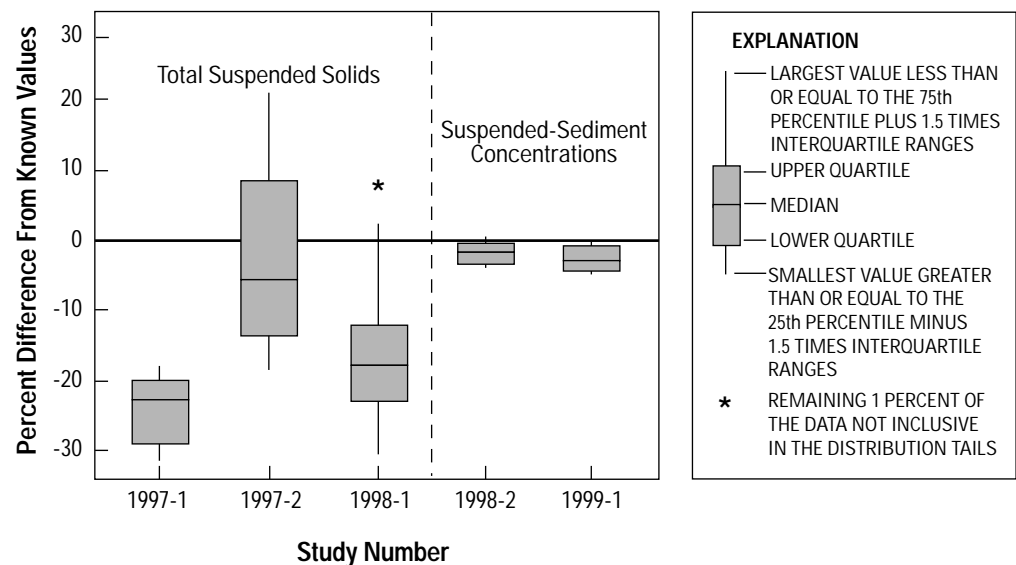 Percent Difference From Known Values
30
20
10
0
-10
-20
-30
Total Suspended Solids
*
Suspended-Sediment
Concentrations
1997-1
1997-2
1998-1
1998-2
1999-1
Study Number
EXPLANATION
LARGEST VALUE LESS THAN
OR EQUAL TO THE 75th
PERCENTILE PLUS 1.5 TIMES
INTERQUARTILE RANGES
UPPER QUARTILE
MEDIAN
LOWER QUARTILE
SMALLEST VALUE GREATER
THAN OR EQUAL TO THE
25th PERCENTILE MINUS
1.5 TIMES INTERQUARTILE
RANGES
* REMAINING 1 PERCENT OF
THE DATA NOT INCLUSIVE
IN THE DISTRIBUTION TAILS